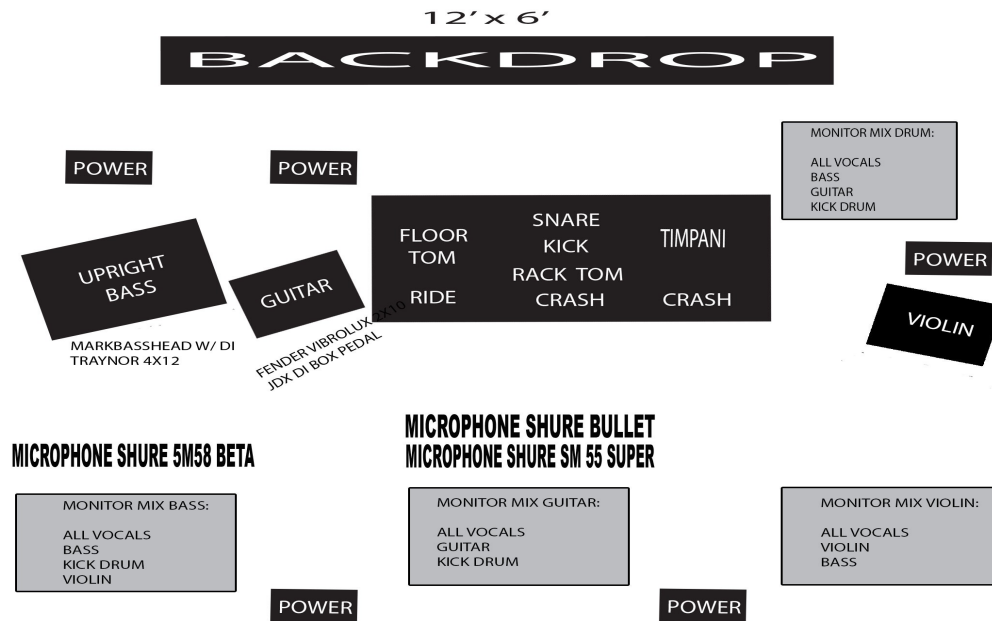 12′ x 6′
BACKDROP
MONITOR MIX DRUM:
ALL VOCALS
BASS
GUITAR
KICK DRUM
POWER
POWER
POWER
UPRIGHT
BASS
MARKBASSHEAD W/ DI
TRAYNOR 4X12
GUITAR
FENDER VIBROLUX 2X10
JDX DI BOX PEDAL
FLOOR
TOM
RIDE
SNARE
KICK
RACK TOM
CRASH
TIMPANI
CRASH
VIOLIN
MICROPHONE SHURE 5M58 BETA
MICROPHONE SHURE BULLET
MICROPHONE SHURE SM 55 SUPER
MONITOR MIX BASS:
ALL VOCALS
BASS
KICK DRUM
VIOLIN
MONITOR MIX GUITAR:
ALL VOCALS
GUITAR
KICK DRUM
MONITOR MIX VIOLIN:
ALL VOCALS
VIOLIN
BASS
POWER
POWER